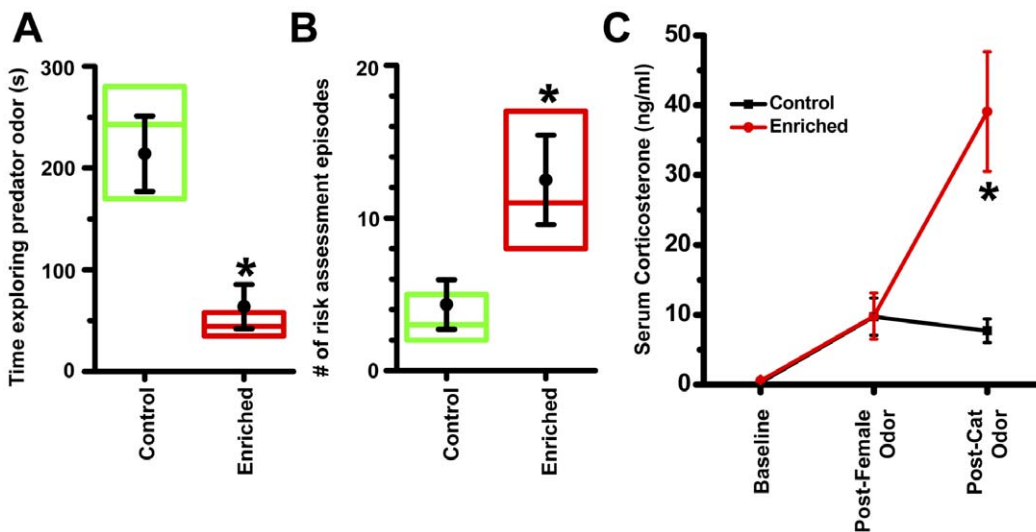 A
Time exploring predator odor (s)
300
200
100
0
*
Control
Enriched
B
# of risk assessment episodes
20
10
0
*
Control
Enriched
C
Serum Corticosterone (ng/ml)
50
40
30
20
10
0
Control
Enriched
*
Baseline
Post-Female
Odor
Post-Cat
Odor